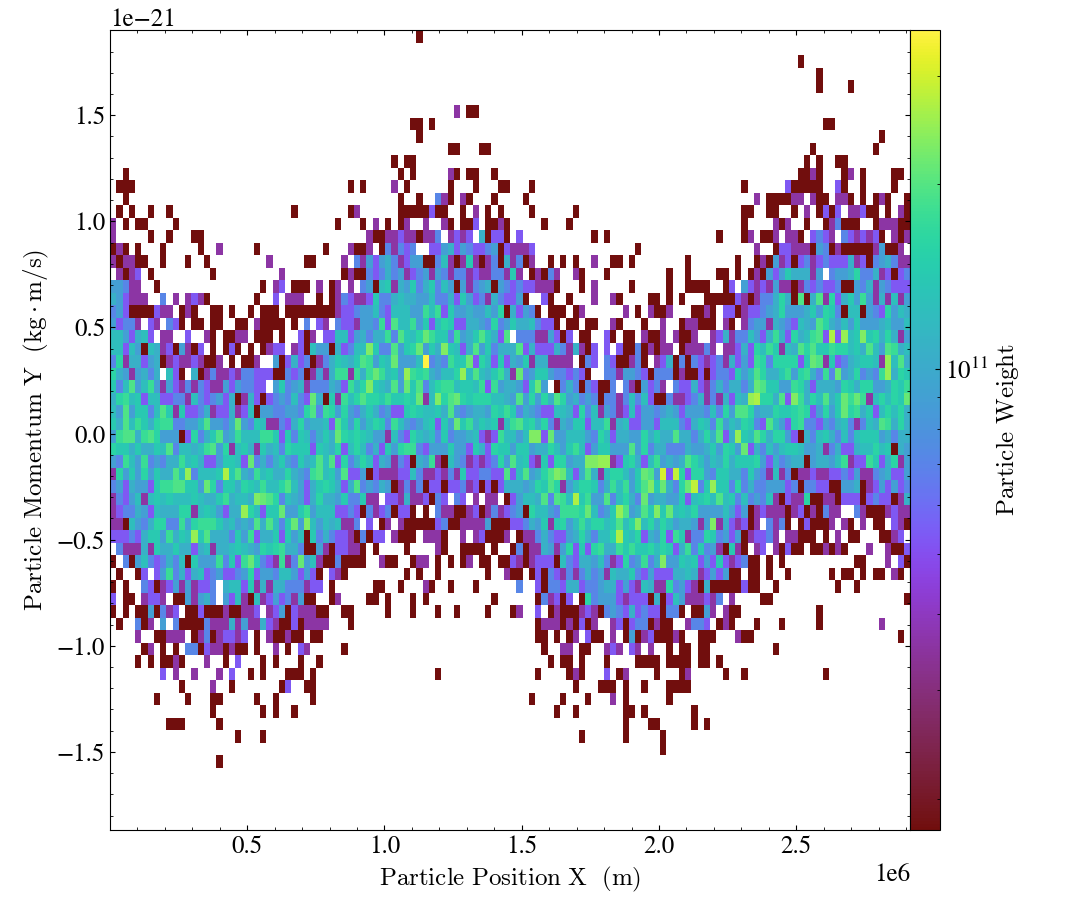 1e−21
1.5
1.0
0.5
0.0
−0.5
−1.0
−1.5
Particle Momentum Y (kg · m/s)
0.5 1.0 1.5 2.0 2.5
1e6
Particle Position X (m)
10¹¹
Particle Weight